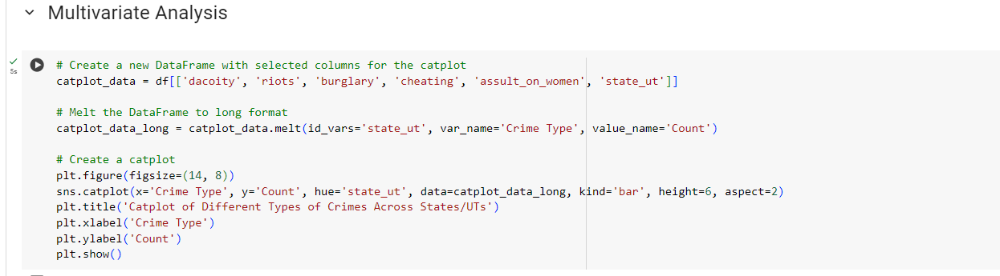 Multivariate Analysis
# Create a new DataFrame with selected columns for the catplot
catplot_data = df[['dacoity', 'riots', 'burglary', 'cheating', 'assult_on_women', 'state_ut']]
5s
# Melt the DataFrame to long format
catplot_data_long = catplot_data.melt(id_vars='state_ut', var_name='Crime Type', value_name='Count')
# Create a catplot
plt.figure(figsize=(14, 8))
sns.catplot(x='Crime Type', y='Count', hue='state_ut', data=catplot_data_long, kind='bar', height=6, aspect=2)
plt.title('Catplot of Different Types of Crimes Across States/UTs')
plt.xlabel('Crime Type')
plt.ylabel('Count')
plt.show()